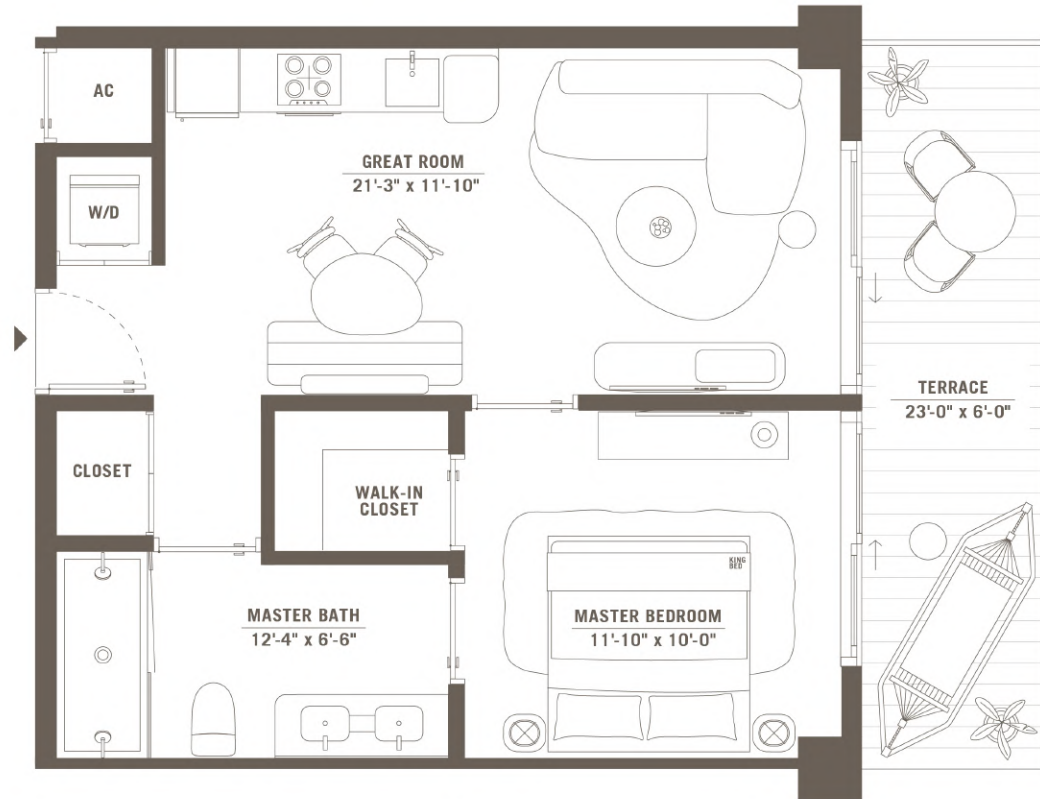 AC
W/D
GREAT ROOM
21'-3" x 11'-10"
TERRACE
23'-0" x 6'-0"
CLOSET
WALK-IN
CLOSET
KING
BED
MASTER BATH
12'-4" x 6'-6"
MASTER BEDROOM
11'-10" x 10'-0"